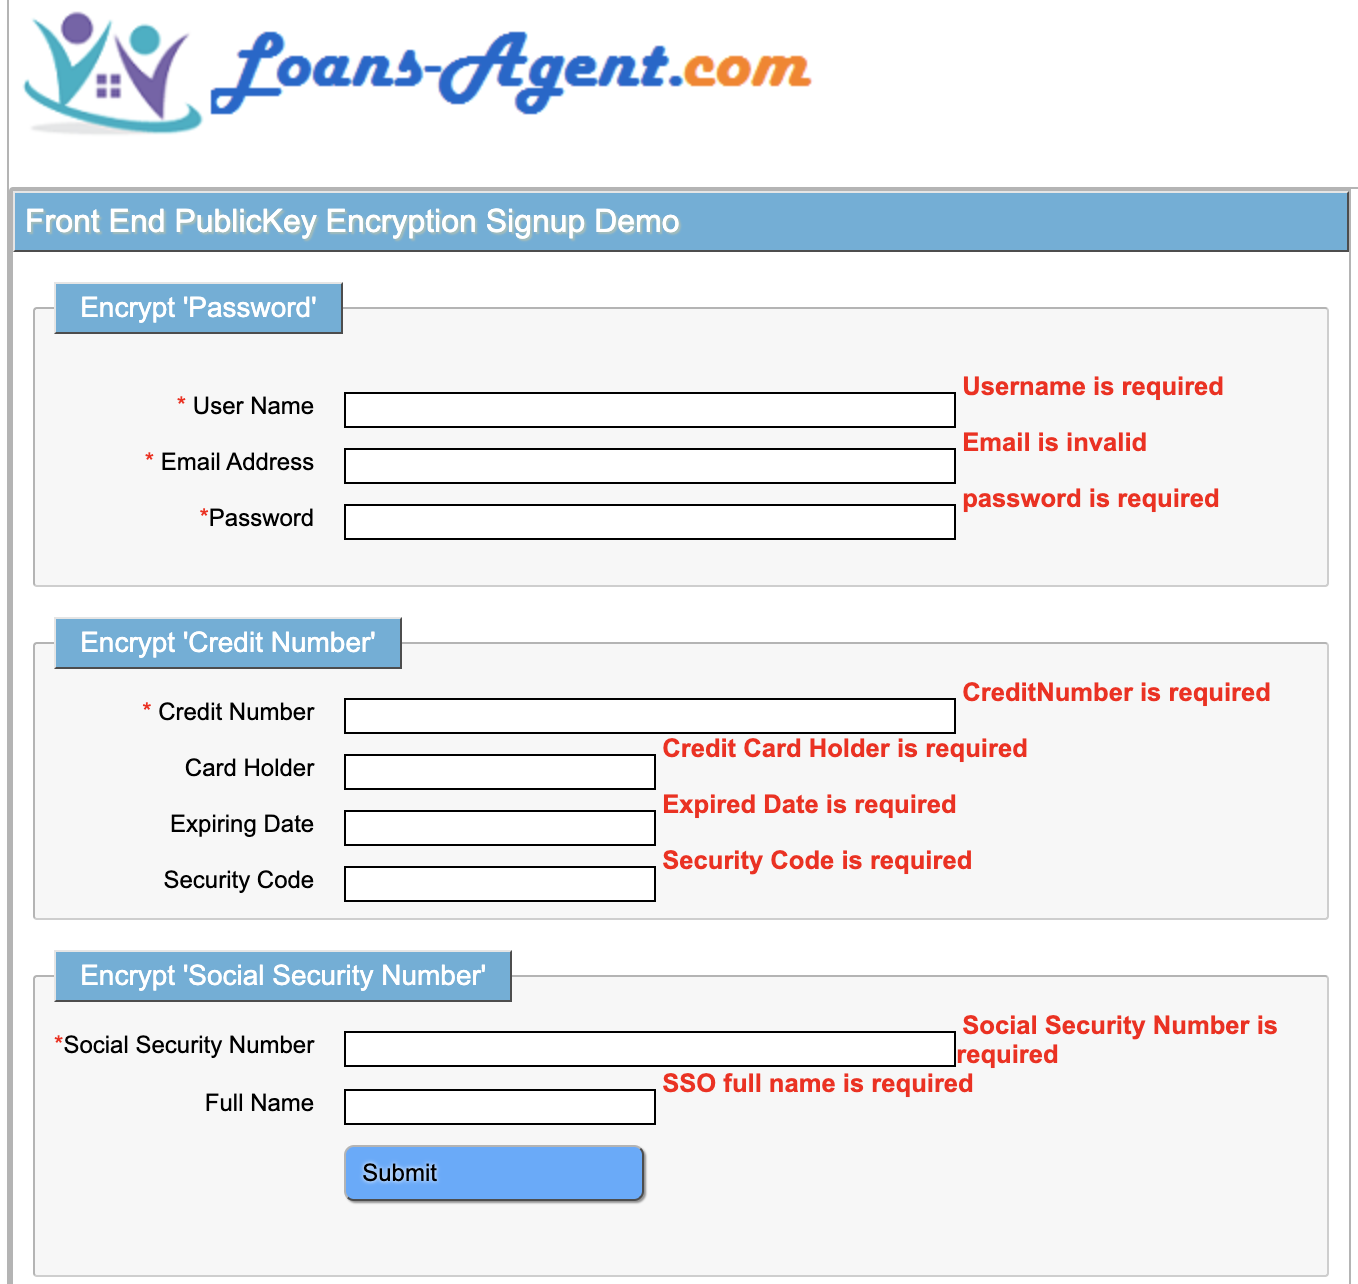 Loans-Agent.com
Front End PublicKey Encryption Signup Demo
Encrypt 'Password'
* User Name
Username is required
* Email Address
Email is invalid
*Password
password is required
Encrypt 'Credit Number'
* Credit Number
CreditNumber is required
Card Holder
Credit Card Holder is required
Expiring Date
Expired Date is required
Security Code
Security Code is required
Encrypt 'Social Security Number'
*Social Security Number
Social Security Number is
required
Full Name
SSO full name is required
Submit